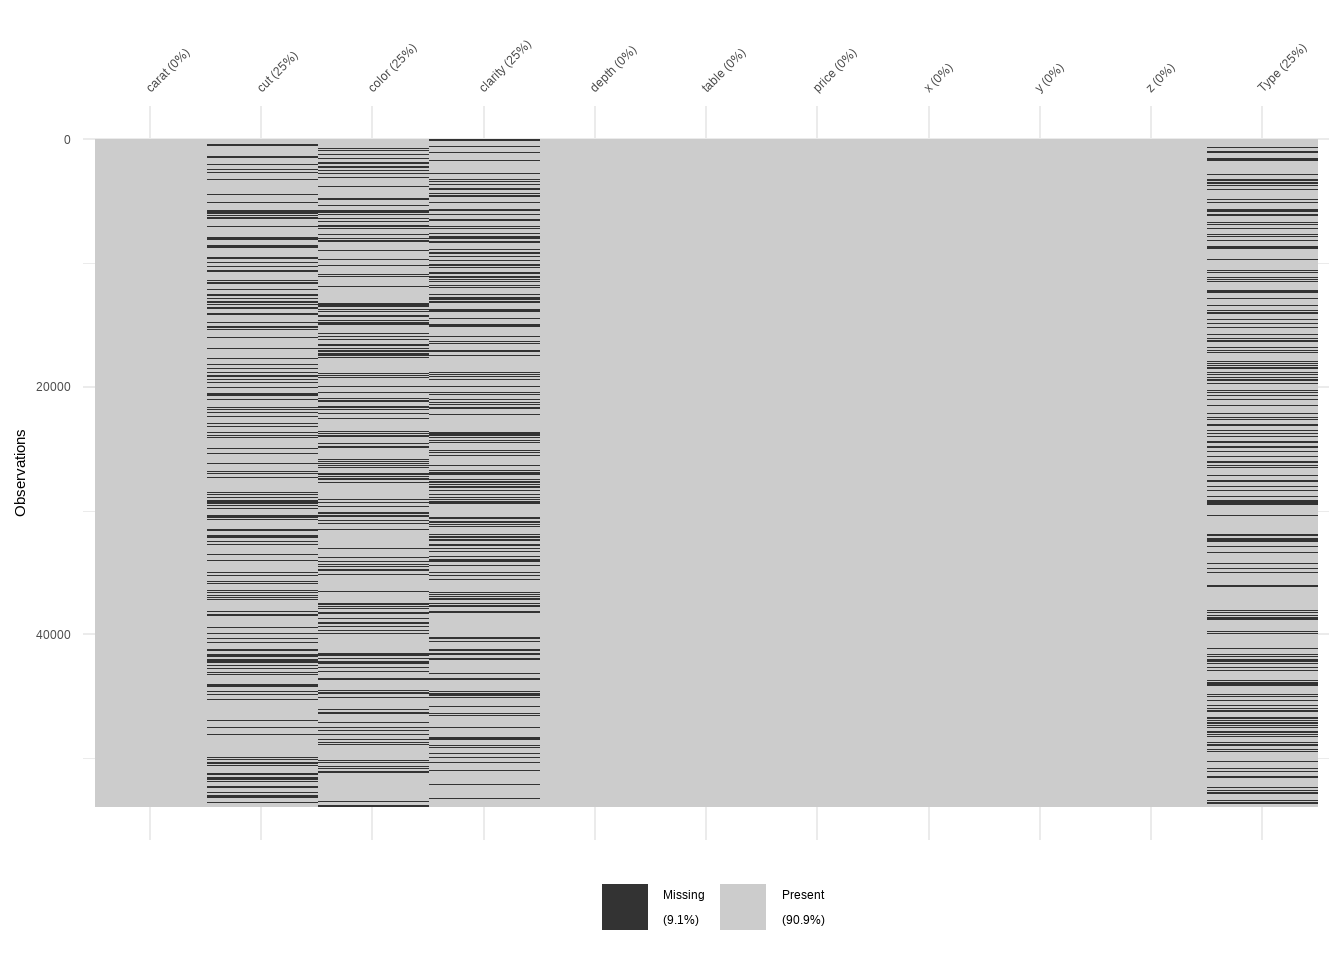 carat (0%)
cut (25%)
color (25%)
clarity (25%)
depth (0%)
table (0%)
price (0%)
x (0%)
y (0%)
z (0%)
Type (25%)
0
20000
40000
Observations
Missing
(9.1%)
Present
(90.9%)